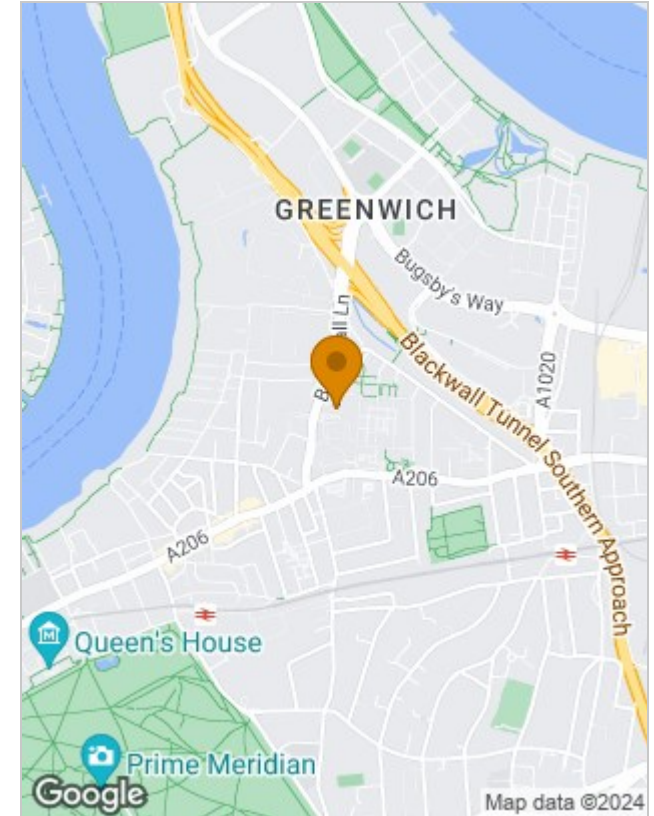 GREENWICH
Bugsby's Way
Blackwall Tunnel Southern Approach
A1020
A206
A206
Queen's House
Prime Meridian
Google
Map data ©2024